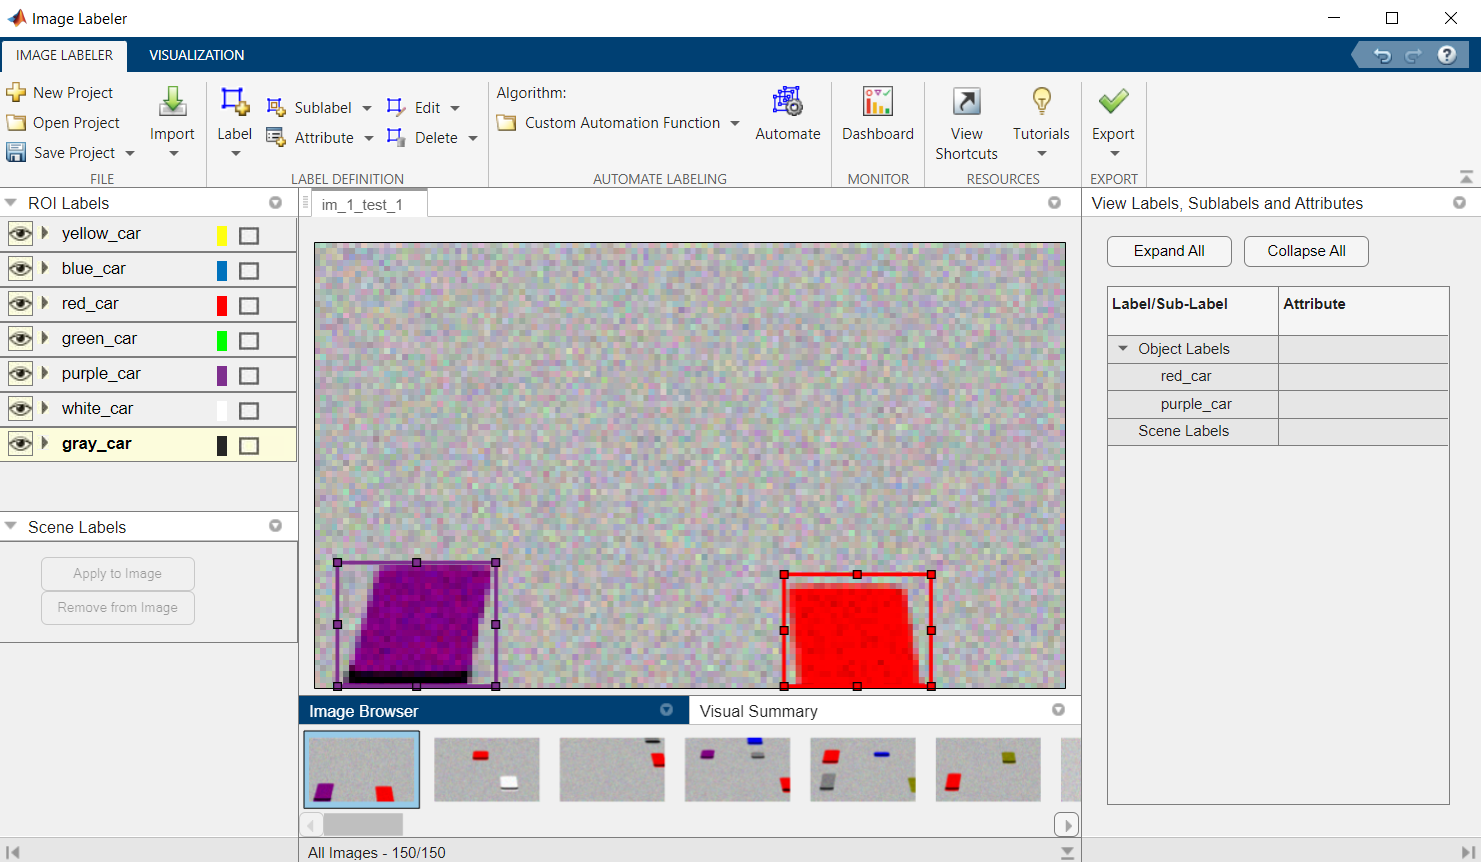 Image Labeler
IMAGE LABELER
VISUALIZATION
New Project
Open Project
Save Project
Import
FILE
Label
Sublabel
Attribute
Edit
Delete
LABEL DEFINITION
Algorithm:
Custom Automation Function
Automate
AUTOMATE LABELING
Dashboard
MONITOR
View
Shortcuts
Tutorials
RESOURCES
Export
EXPORT
ROI Labels
yellow_car
blue_car
red_car
green_car
purple_car
white_car
gray_car
Scene Labels
Apply to Image
Remove from Image
im_1_test_1
Image Browser
Visual Summary
All Images - 150/150
View Labels, Sublabels and Attributes
Expand All
Collapse All
Label/Sub-Label
Attribute
Object Labels
red_car
purple_car
Scene Labels